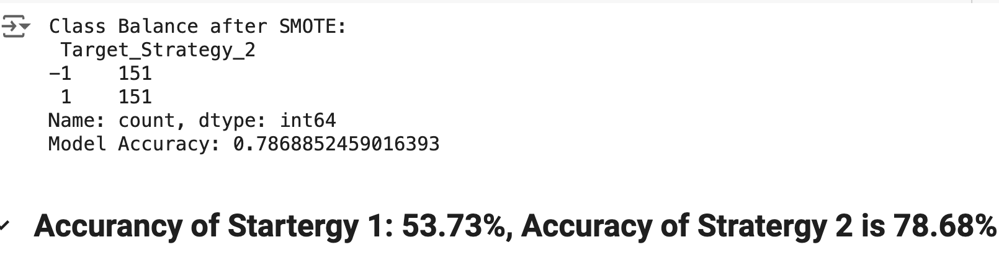 Class Balance after SMOTE:
Target_Strategy_2
-1    151
1    151
Name: count, dtype: int64
Model Accuracy: 0.7868852459016393
Accurancy of Startergy 1: 53.73%, Accuracy of Stratergy 2 is 78.68%